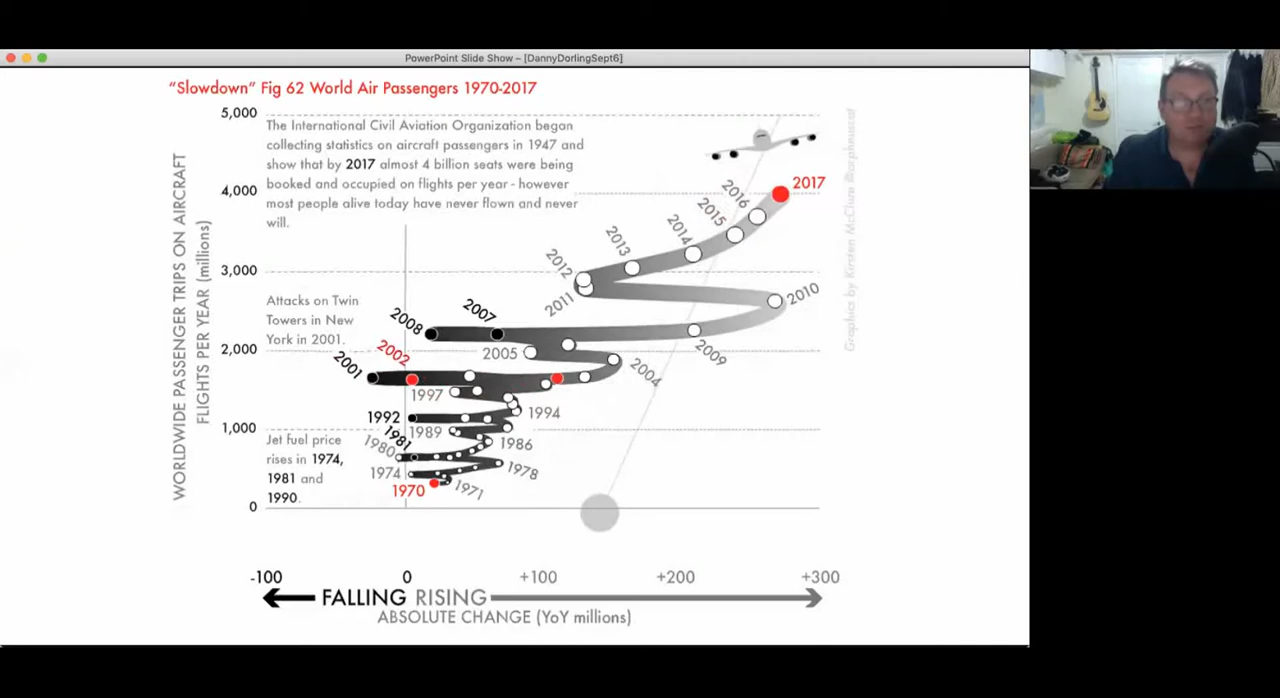 PowerPoint Slide Show – [DannyDorlingSept6]
“Slowdown” Fig 62 World Air Passengers 1970-2017
WORLDWIDE PASSENGER TRIPS ON AIRCRAFT
FLIGHTS PER YEAR (millions)
5,000
4,000
3,000
2,000
1,000
0
The International Civil Aviation Organization began
collecting statistics on aircraft passengers in 1947 and
show that by 2017 almost 4 billion seats were being
booked and occupied on flights per year - however
most people alive today have never flown and never
will.
2017
2016
2015
2014
2013
2012
2011
2010
Attacks on Twin
Towers in New
York in 2001.
2008
2007
2009
2005
2004
2002
2001
1997
1994
1992
1989
1986
1981
1980
1978
1974
1971
1970
Jet fuel price
rises in 1974,
1981 and
1990.
-100
0
+100
+200
+300
FALLING RISING
ABSOLUTE CHANGE (YoY millions)
Graphics by Kirsten McClure